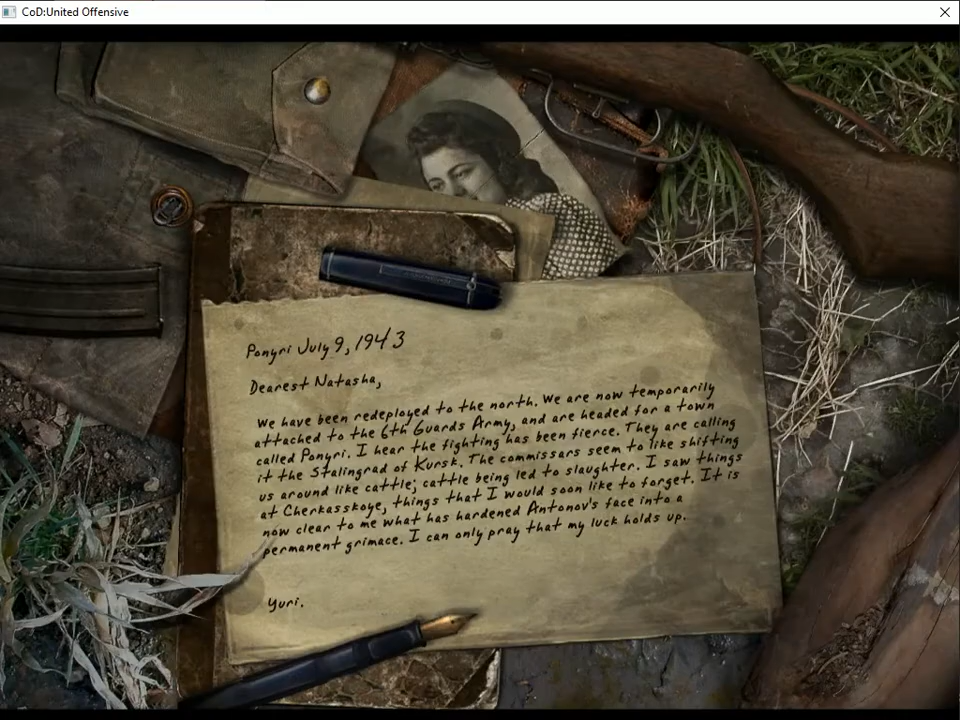 CoD:United Offensive
Ponyri July 9, 1943
Dearest Natasha,
We have been redeployed to the north. We are now temporarily
attached to the 6th Guards Army, and are headed for a town
called Ponyri. I hear the fighting has been fierce. They are calling
it the Stalingrad of Kursk. The commissars seem to like shifting
us around like cattle; cattle being led to slaughter. I saw things
at Cherkasskoye, things that I would soon like to forget. It is
now clear to me what has hardened Antonov's face into a
permanent grimace. I can only pray that my luck holds up.
Yuri.